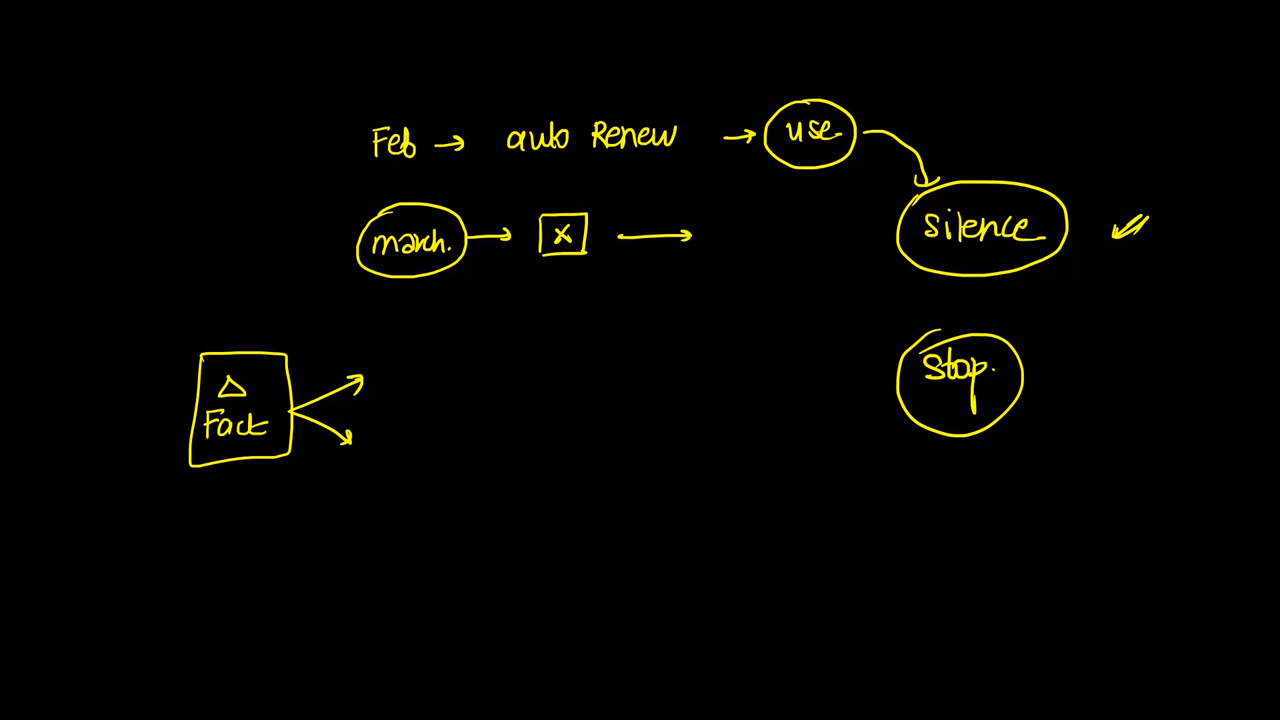 Feb → auto Renew → use.
march. → x → silence
stop.
△
Fact